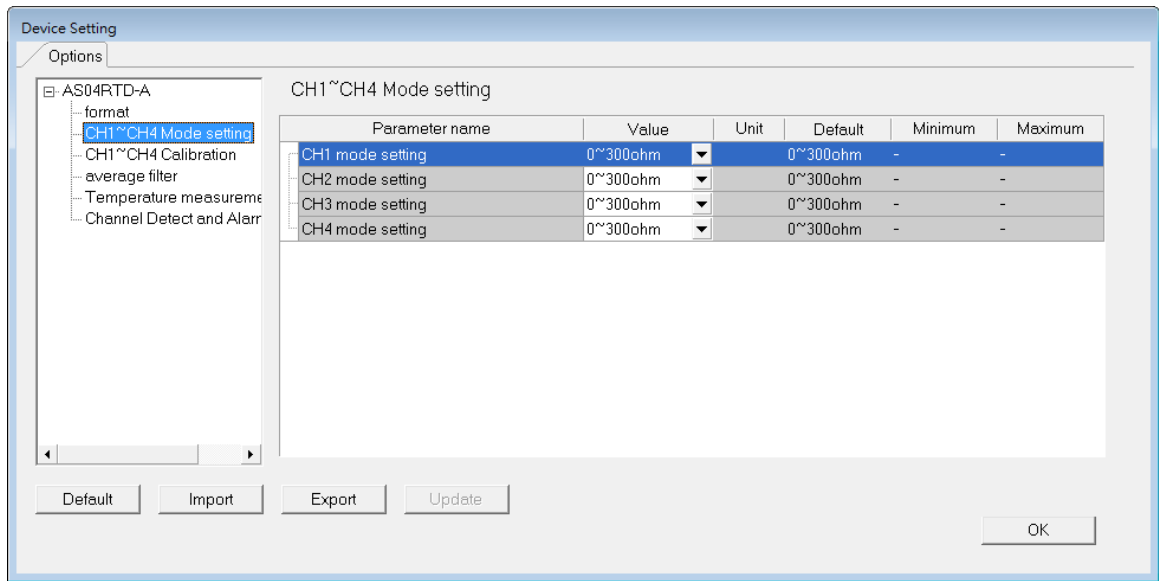 Device Setting
Options
AS04RTD-A
format
CH1~CH4 Mode setting
CH1~CH4 Calibration
average filter
Temperature measureme
Channel Detect and Alarr
CH1~CH4 Mode setting
Parameter name Value Unit Default Minimum Maximum
CH1 mode setting 0~300ohm 0~300ohm - -
CH2 mode setting 0~300ohm 0~300ohm - -
CH3 mode setting 0~300ohm 0~300ohm - -
CH4 mode setting 0~300ohm 0~300ohm - -
Default Import Export Update
OK